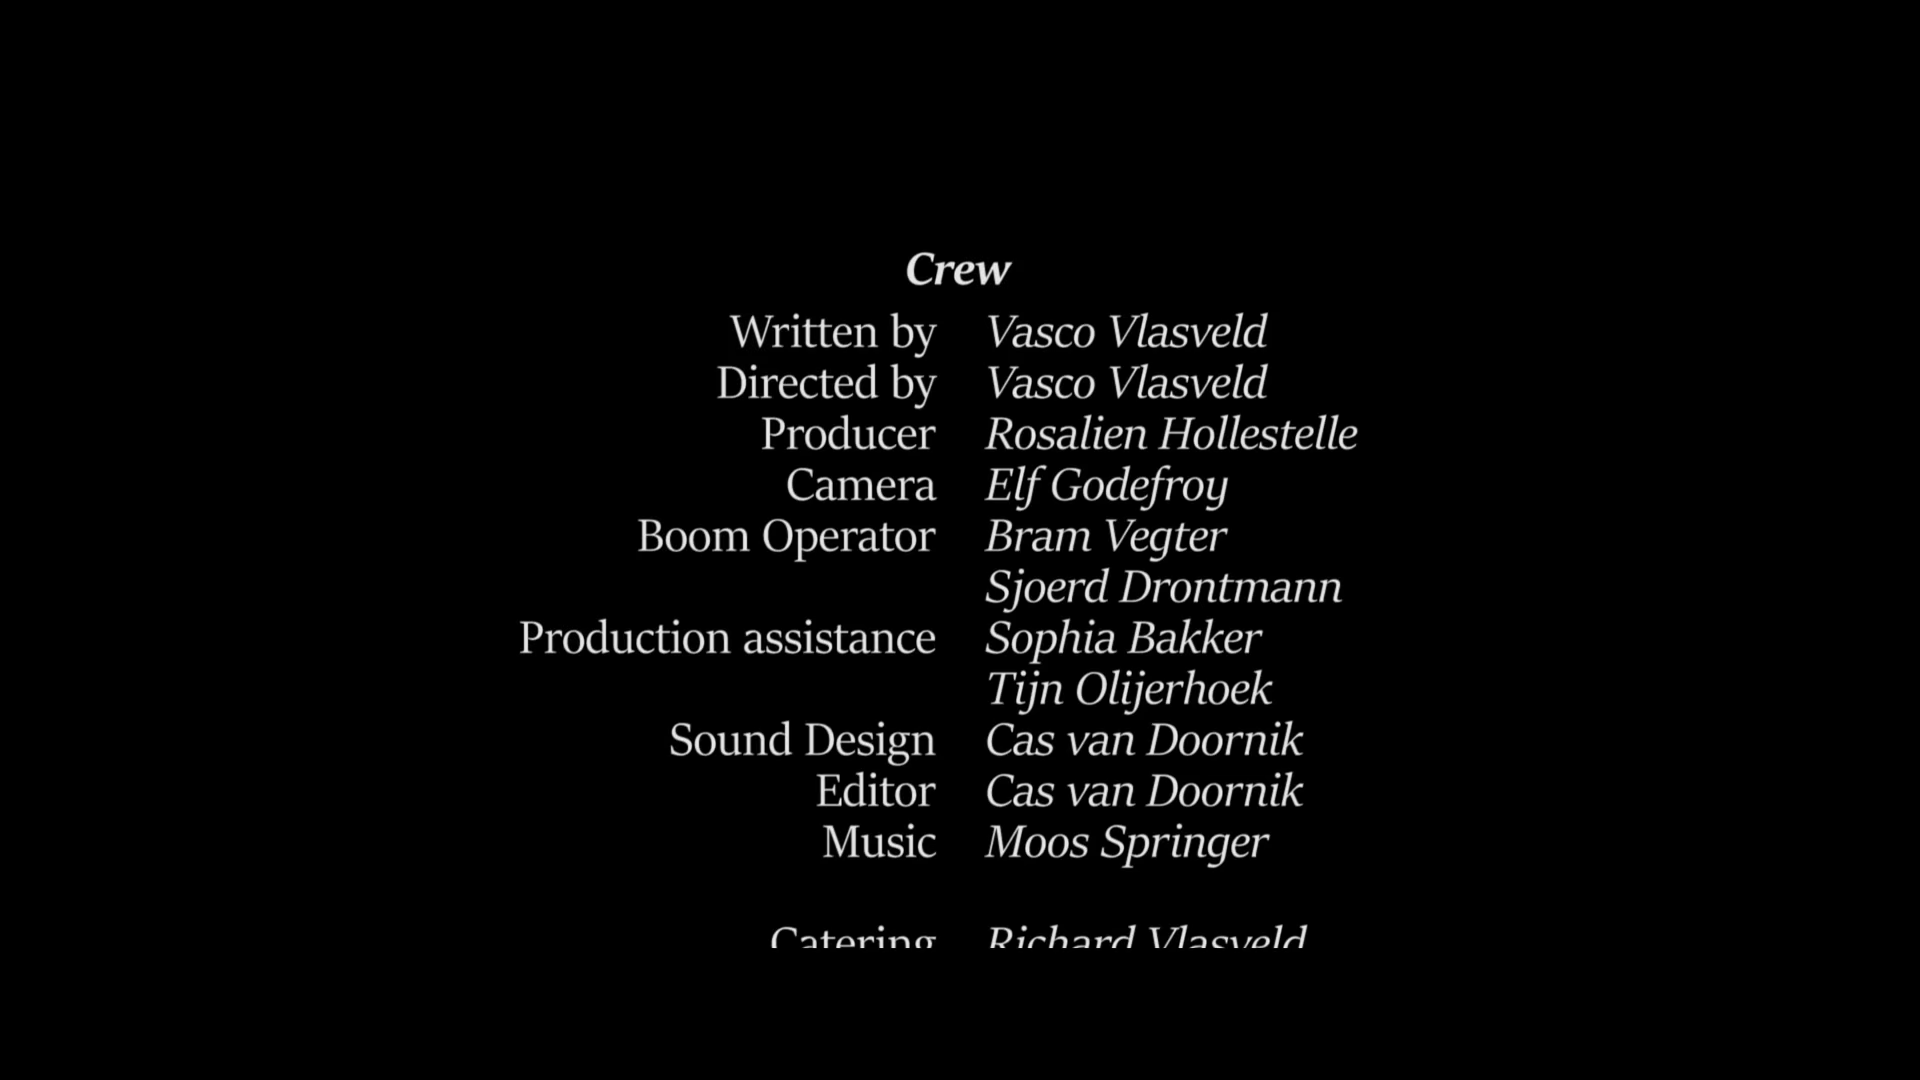 Crew
Written by Vasco Vlasveld
Directed by Vasco Vlasveld
Producer Rosalien Hollestelle
Camera Elf Godefroy
Boom Operator Bram Vegter
Sjoerd Drontmann
Production assistance Sophia Bakker
Tijn Olijerhoek
Sound Design Cas van Doornik
Editor Cas van Doornik
Music Moos Springer
Catering Richard Vlasveld